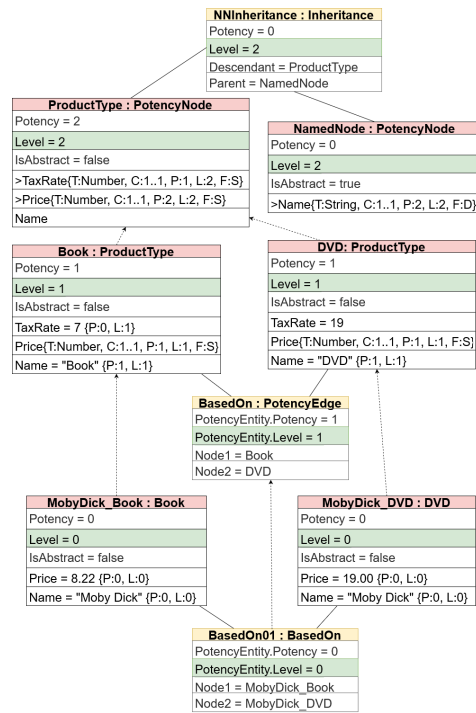 NNInheritance : Inheritance
Potency = 0
Level = 2
Descendant = ProductType
Parent = NamedNode
ProductType : PotencyNode
Potency = 2
Level = 2
IsAbstract = false
>TaxRate{T:Number, C:1..1, P:1, L:2, F:S}
>Price{T:Number, C:1..1, P:2, L:2, F:S}
Name
NamedNode : PotencyNode
Potency = 0
Level = 2
IsAbstract = true
>Name{T:String, C:1..1, P:2, L:2, F:D}
Book : ProductType
Potency = 1
Level = 1
IsAbstract = false
TaxRate = 7 {P:0, L:1}
Price{T:Number, C:1..1, P:1, L:1, F:S}
Name = "Book" {P:1, L:1}
DVD: ProductType
Potency = 1
Level = 1
IsAbstract = false
TaxRate = 19
Price{T:Number, C:1..1, P:1, L:1, F:S}
Name = "DVD" {P:1, L:1}
BasedOn : PotencyEdge
PotencyEntity.Potency = 1
PotencyEntity.Level = 1
Node1 = Book
Node2 = DVD
MobyDick_Book : Book
Potency = 0
Level = 0
IsAbstract = false
Price = 8.22 {P:0, L:0}
Name = "Moby Dick" {P:0, L:0}
MobyDick_DVD : DVD
Potency = 0
Level = 0
IsAbstract = false
Price = 19.00 {P:0, L:0}
Name = "Moby Dick" {P:0, L:0}
BasedOn01 : BasedOn
PotencyEntity.Potency = 0
PotencyEntity.Level = 0
Node1 = MobyDick_Book
Node2 = MobyDick_DVD